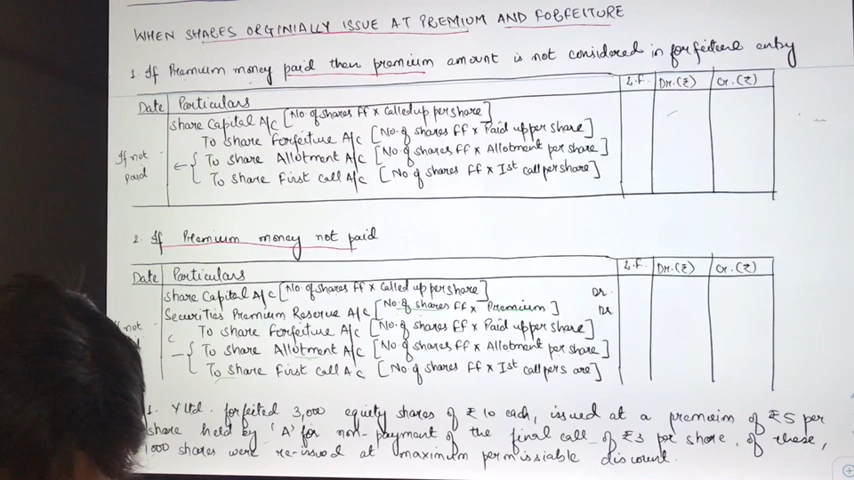 WHEN SHARES ORGINIALLY ISSUE AT PREMIUM AND FORFEITURE
1. If Premium money paid then premium amount is not considered in forfeiture entry
Date Particulars L.F. Dr.(₹) Cr.(₹)
Share Capital A/c [No. of shares FF × Called up per share]
To Share Forfeiture A/c [No. of shares FF × Paid up per share]
If not paid ← { To Share Allotment A/c [No. of shares FF × Allotment per share]
To Share First Call A/c [No. of shares FF × Ist call per share]
2. If Premium money not paid
Date Particulars L.F. Dr.(₹) Cr.(₹)
Share Capital A/c [No. of shares FF × Called up per share] Dr
Securities Premium Reserve A/c [No. of shares FF × Premium] Dr
not To Share Forfeiture A/c [No. of shares FF × Paid up per share]
{ To Share Allotment A/c [No. of shares FF × Allotment per share]
To Share First Call A/c [No. of shares FF × Ist call per s are]
1. Y Ltd. forfeited 3,000 equity shares of ₹10 each, issued at a premium of ₹5 per
share held by 'A' for non-payment of the final call of ₹3 per share. Of these,
1000 shares were re-issued at maximum permissiable discount.